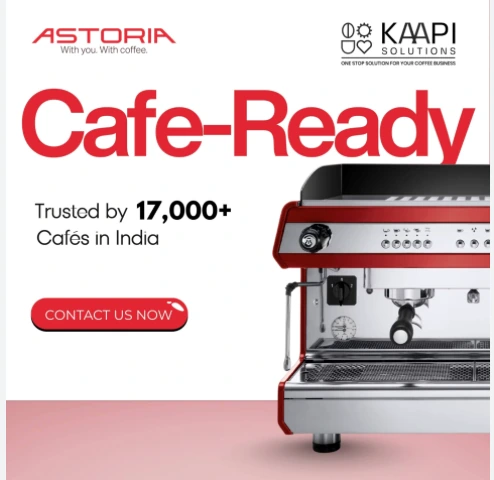 ASTORIA
With you. With coffee.
KAAPI
SOLUTIONS
ONE STOP SOLUTION FOR YOUR COFFEE BUSINESS
Cafe-Ready
Trusted by 17,000+
Cafés in India
CONTACT US NOW